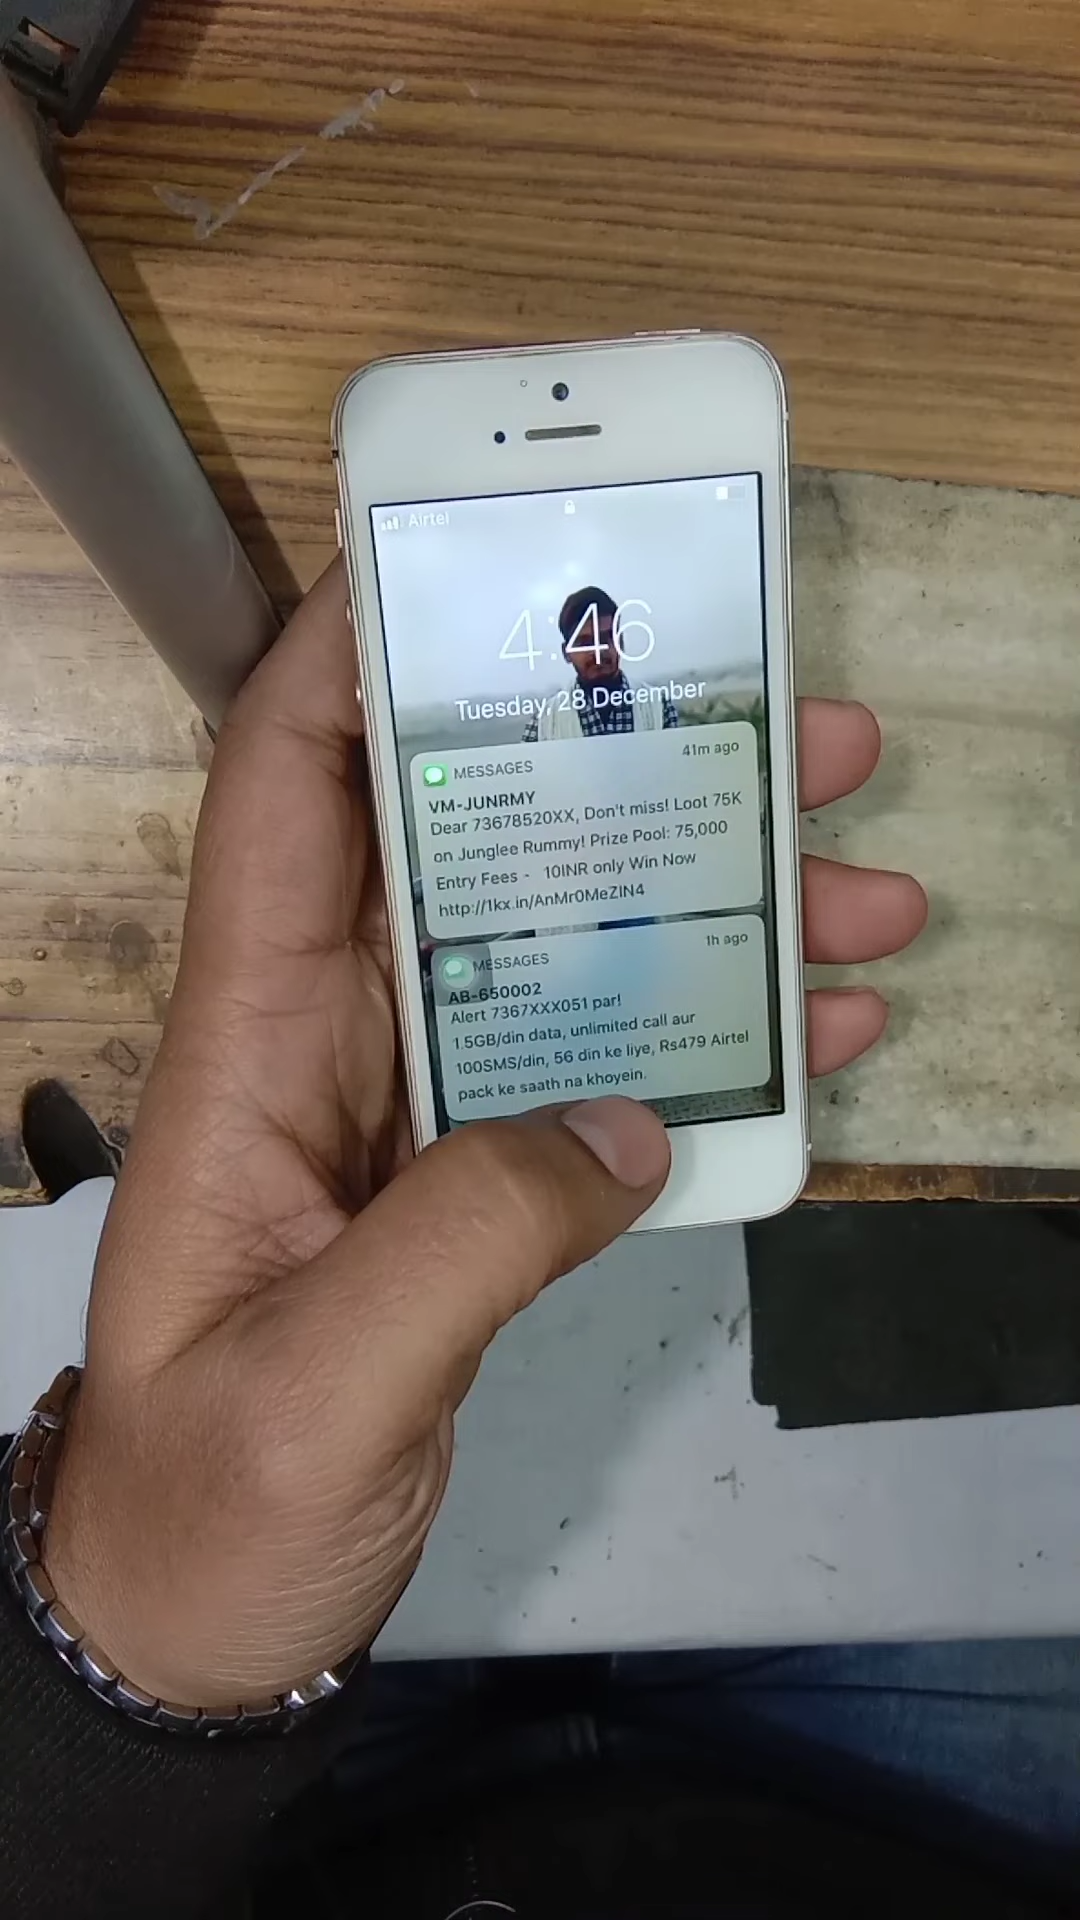 Airtel
4:46
Tuesday, 28 December
MESSAGES
41m ago
VM-JUNRMY
Dear 73678520XX, Don't miss! Loot 75K
on Junglee Rummy! Prize Pool: 75,000
Entry Fees - 10INR only Win Now
http://1kx.in/AnMr0MeZIN4
MESSAGES
1h ago
AB-650002
Alert 7367XXX051 par!
1.5GB/din data, unlimited call aur
100SMS/din, 56 din ke liye, Rs479 Airtel
pack ke saath na khoyein.